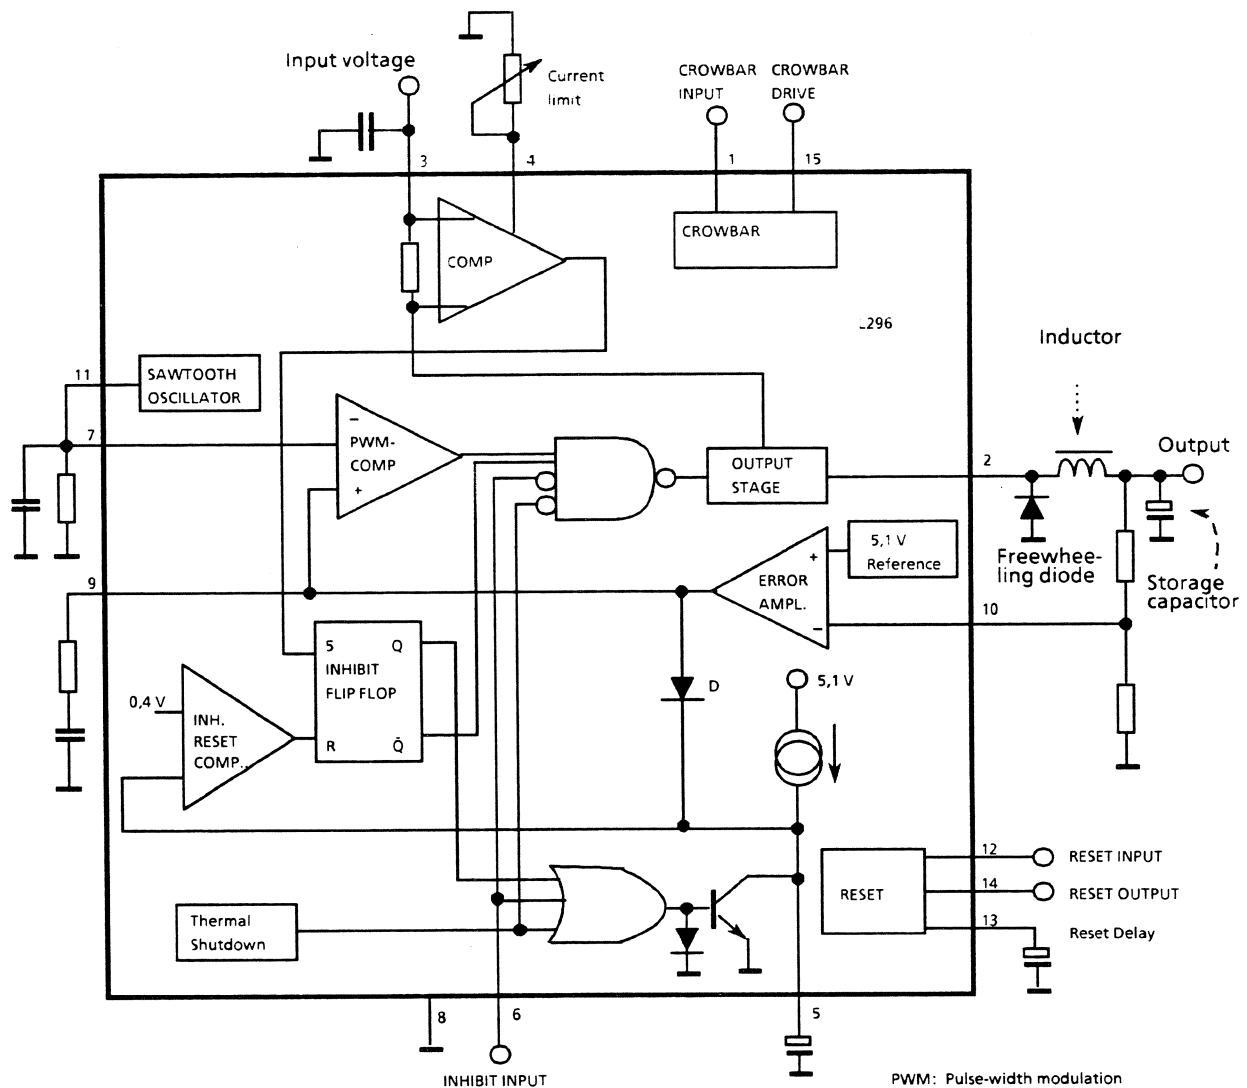 Input voltage
Current
limit
CROWBAR
INPUT
CROWBAR
DRIVE
3
4
1
15
COMP
CROWBAR
L296
Inductor
11
SAWTOOTH
OSCILLATOR
7
−
PWM-
COMP
+
OUTPUT
STAGE
2
Output
9
+
ERROR
AMPL.
−
5,1 V
Reference
Freewhee-
ling diode
Storage
capacitor
10
S
Q
INHIBIT
FLIP FLOP
R
Q̄
0,4 V
INH.
RESET
COMP..
D
5,1 V
Thermal
Shutdown
RESET
12
RESET INPUT
14
RESET OUTPUT
13
Reset Delay
8
6
5
INHIBIT INPUT
PWM: Pulse-width modulation